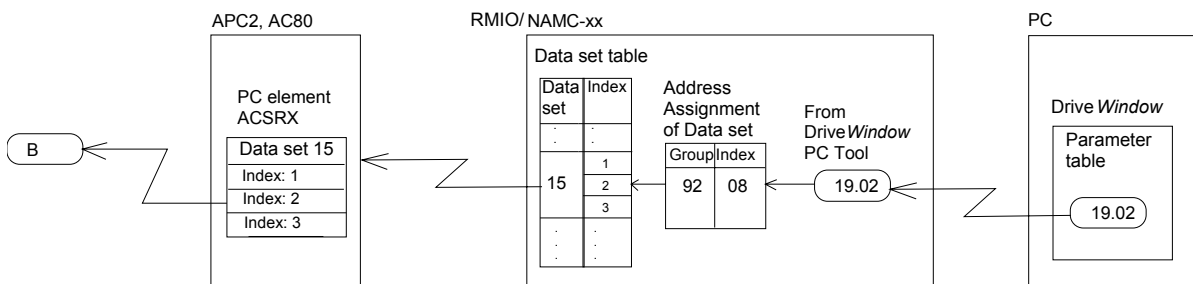 APC2, AC80
RMIO/ NAMC-xx
PC
B
PC element
ACSRX
Data set 15
Index: 1
Index: 2
Index: 3
Data set table
Data
set
Index
.
.
.
.
15
1
2
3
.
.
.
.
.
.
Address
Assignment
of Data set
Group
Index
92
08
From
DriveWindow
PC Tool
19.02
DriveWindow
Parameter
table
19.02